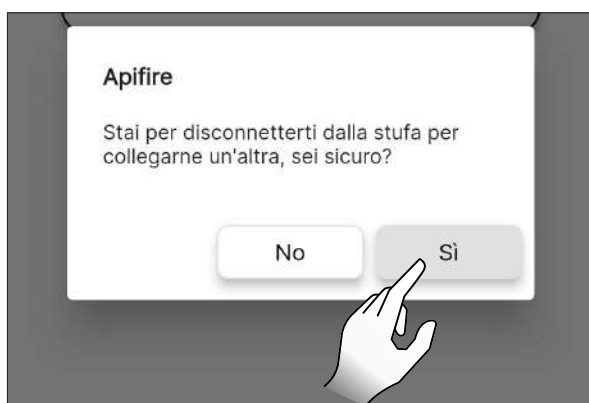 Apifire
Stai per disconnetterti dalla stufa per
collegarne un'altra, sei sicuro?
No
Sì